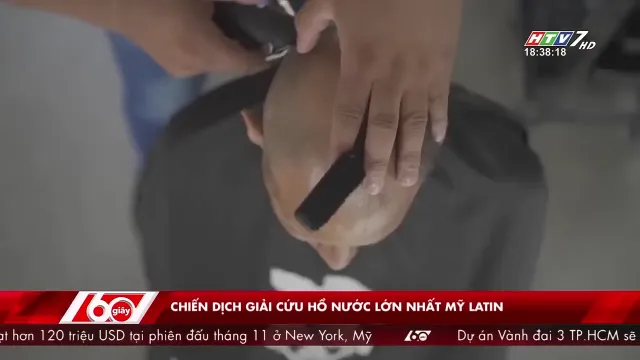 HTV7 HD
18:38:18
60 giây
CHIẾN DỊCH GIẢI CỨU HỒ NƯỚC LỚN NHẤT MỸ LATIN
hơn 120 triệu USD tại phiên đấu tháng 11 ở New York, Mỹ 60 Dự án Vành đai 3 TP.HCM sẽ